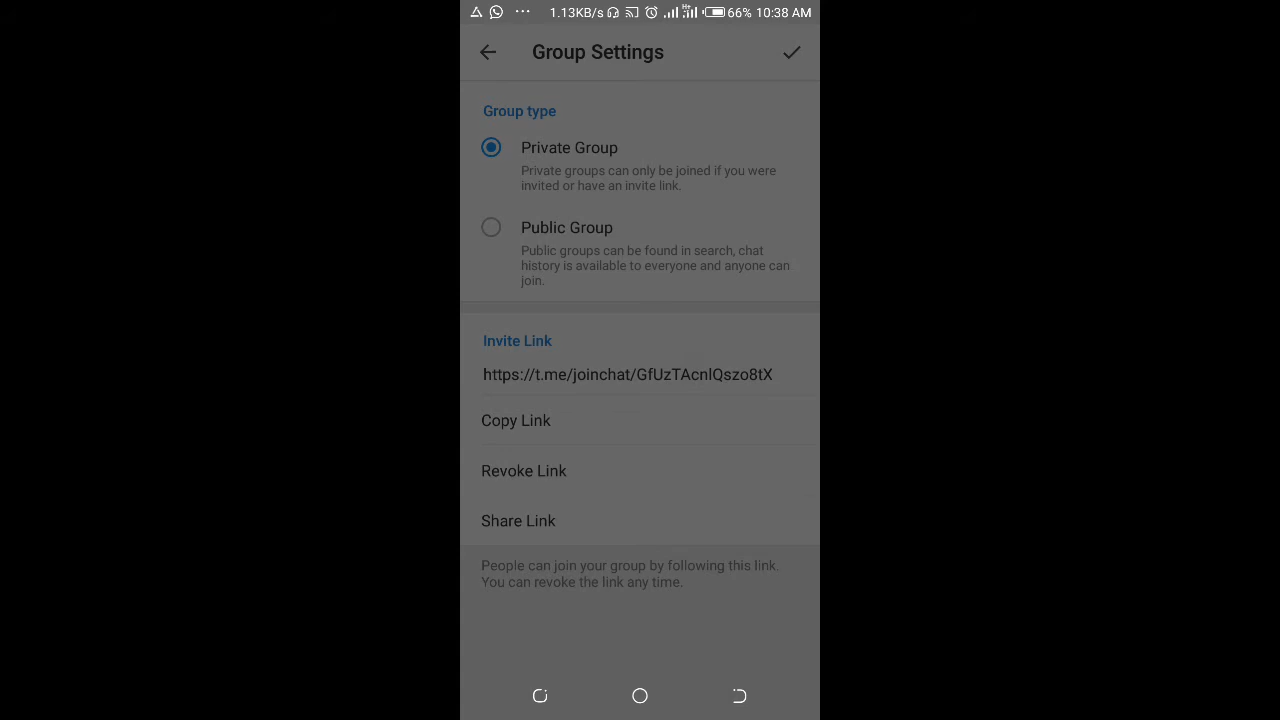 1.13KB/s 66% 10:38 AM
Group Settings
Group type
Private Group
Private groups can only be joined if you were
invited or have an invite link.
Public Group
Public groups can be found in search, chat
history is available to everyone and anyone can
join.
Invite Link
https://t.me/joinchat/GfUzTAcnlQszo8tX
Copy Link
Revoke Link
Share Link
People can join your group by following this link.
You can revoke the link any time.